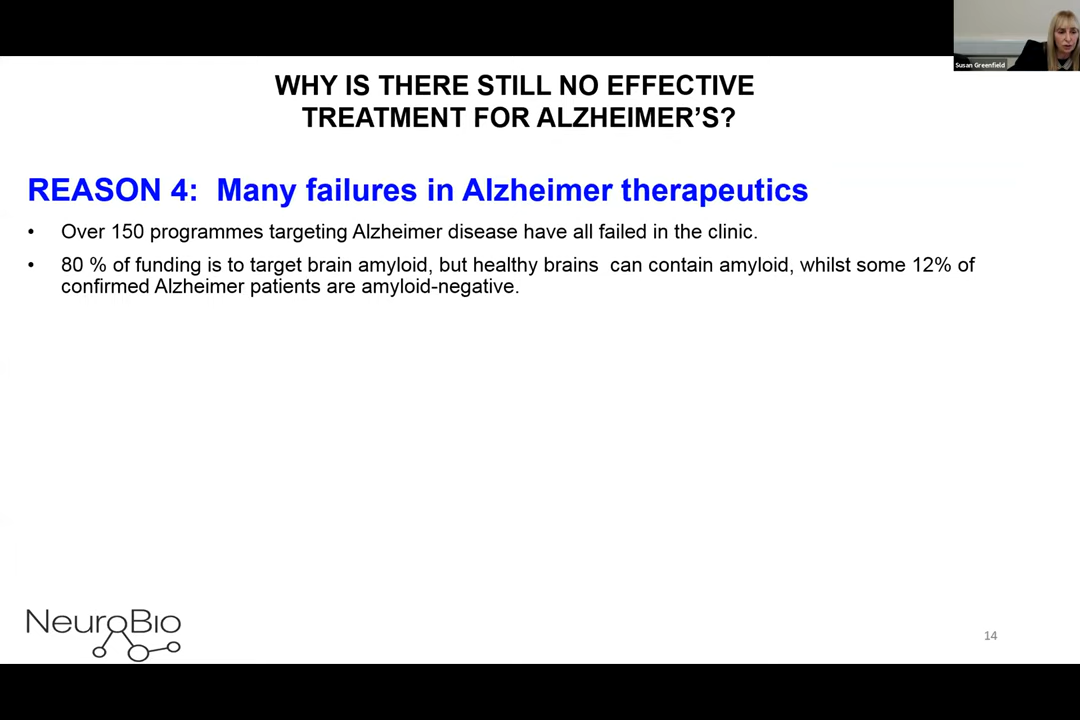 Susan Greenfield
WHY IS THERE STILL NO EFFECTIVE
TREATMENT FOR ALZHEIMER'S?
REASON 4:  Many failures in Alzheimer therapeutics
• Over 150 programmes targeting Alzheimer disease have all failed in the clinic.
• 80 % of funding is to target brain amyloid, but healthy brains  can contain amyloid, whilst some 12% of
confirmed Alzheimer patients are amyloid-negative.
NEUROBIO
14